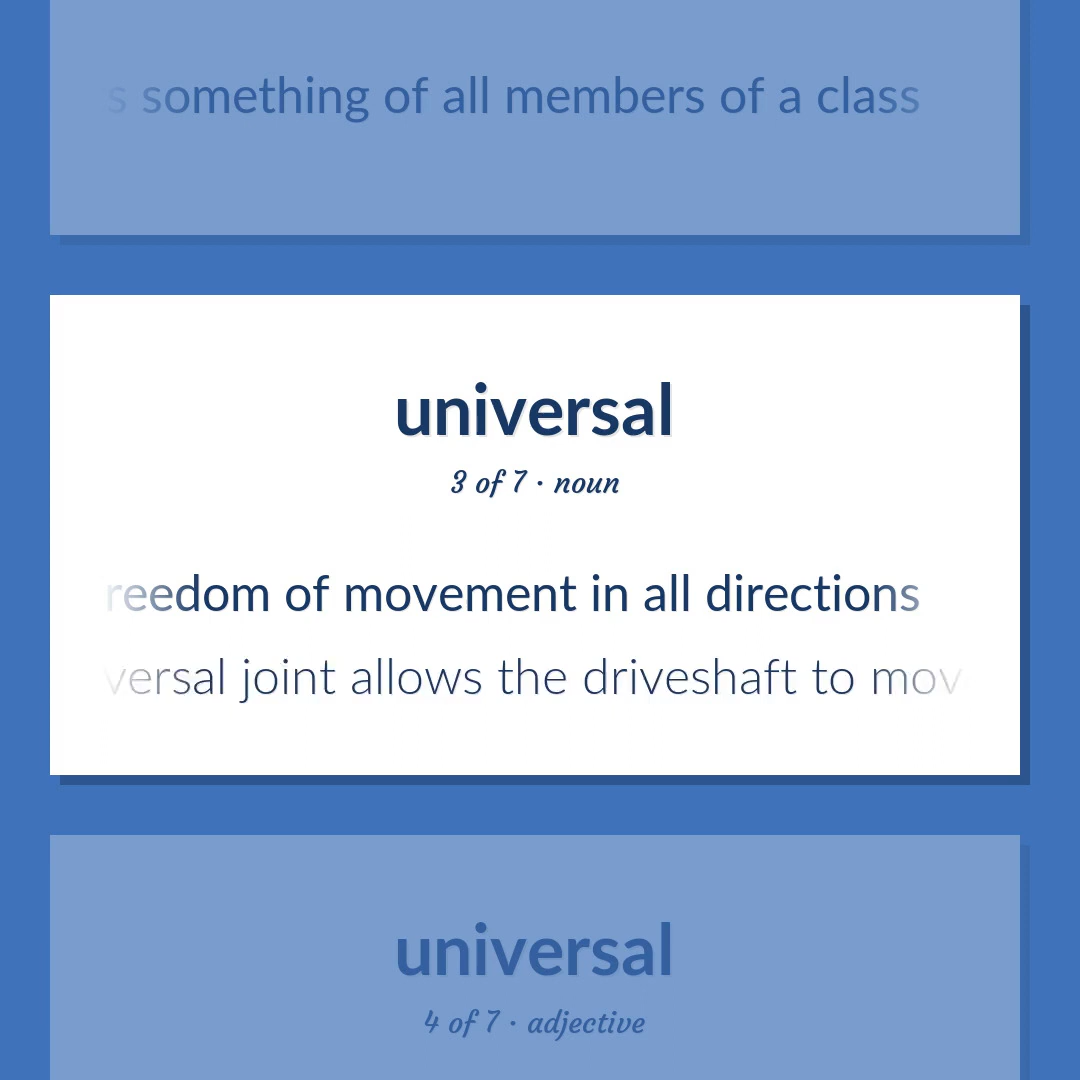 s something of all members of a class
universal
3 of 7 · noun
reedom of movement in all directions
versal joint allows the driveshaft to mov
universal
4 of 7 · adjective